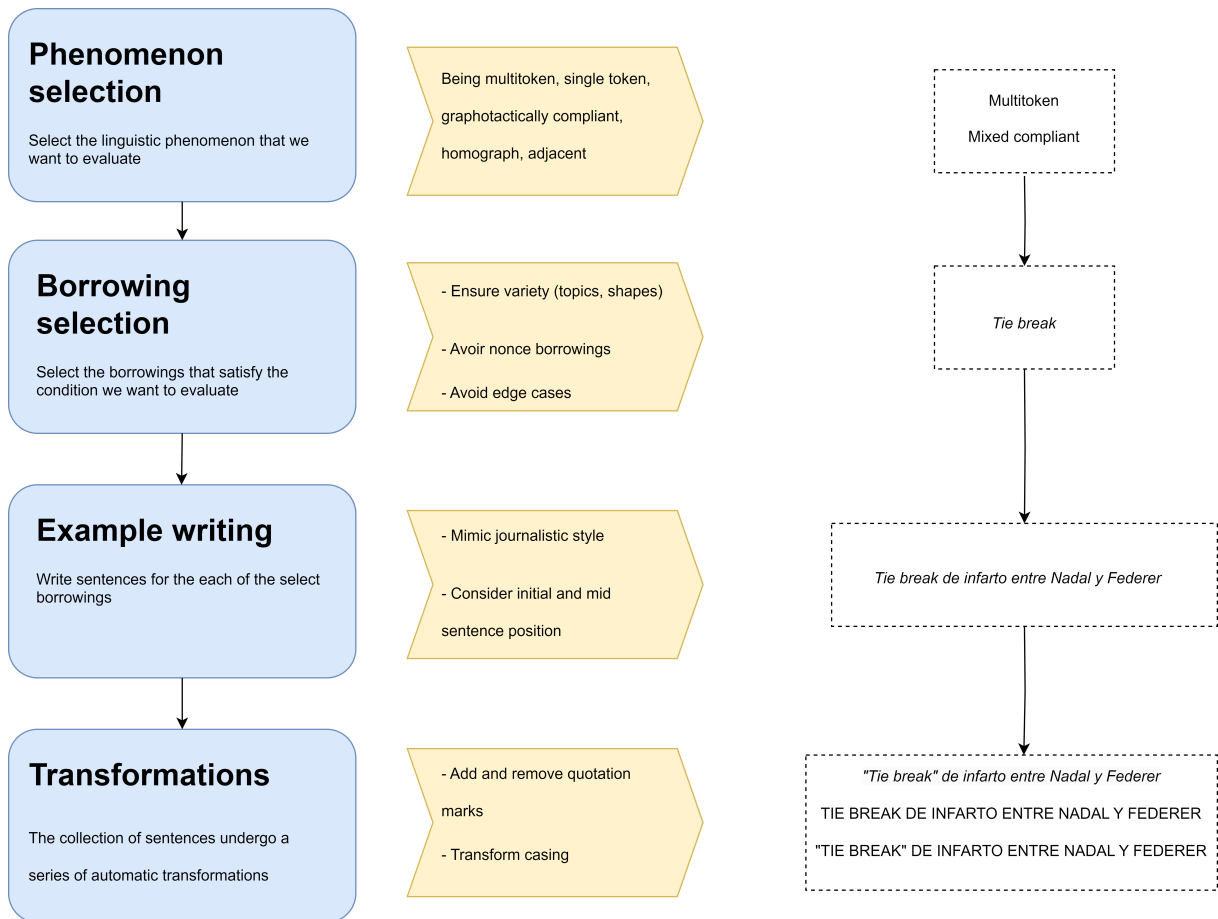 Phenomenon
selection
Select the linguistic phenomenon that we
want to evaluate
Being multitoken, single token,
graphotactically compliant,
homograph, adjacent
Multitoken
Mixed compliant
Borrowing
selection
Select the borrowings that satisfy the
condition we want to evaluate
- Ensure variety (topics, shapes)
- Avoir nonce borrowings
- Avoid edge cases
Tie break
Example writing
Write sentences for the each of the select
borrowings
- Mimic journalistic style
- Consider initial and mid
sentence position
Tie break de infarto entre Nadal y Federer
Transformations
The collection of sentences undergo a
series of automatic transformations
- Add and remove quotation
marks
- Transform casing
"Tie break" de infarto entre Nadal y Federer
TIE BREAK DE INFARTO ENTRE NADAL Y FEDERER
"TIE BREAK" DE INFARTO ENTRE NADAL Y FEDERER